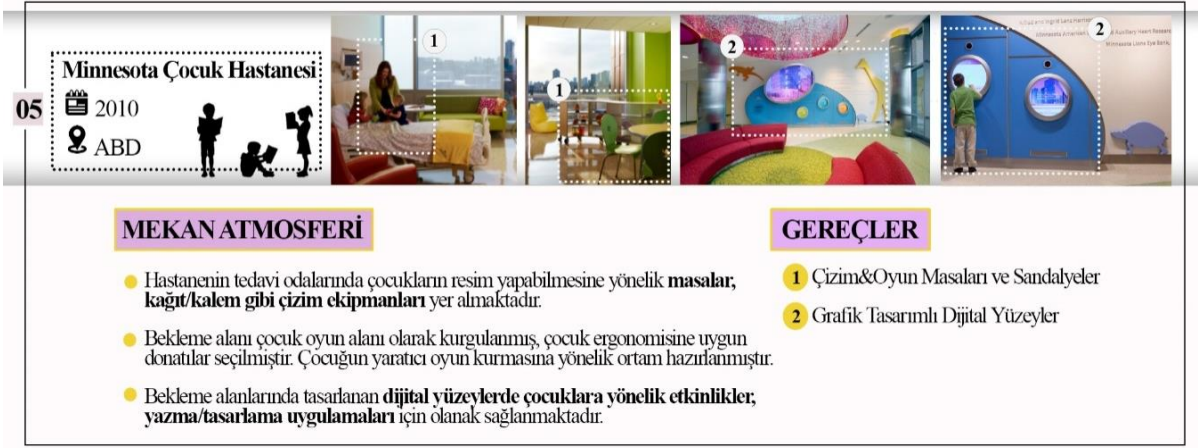 05
Minnesota Çocuk Hastanesi
2010
ABD
1
1
2
2
MEKAN ATMOSFERİ
Hastanenin tedavi odalarında çocukların resim yapabilmesine yönelik masalar,
kağıt/kalem gibi çizim ekipmanları yer almaktadır.
Bekleme alanı çocuk oyun alanı olarak kurgulanmış, çocuk ergonomisine uygun
donatılar seçilmiştir. Çocuğun yaratıcı oyun kurmasına yönelik ortam hazırlanmıştır.
Bekleme alanlarında tasarlanan dijital yüzeylerde çocuklara yönelik etkinlikler,
yazma/tasarlama uygulamaları için olanak sağlanmaktadır.
GEREÇLER
1 Çizim&Oyun Masaları ve Sandalyeler
2 Grafik Tasarımlı Dijital Yüzeyler